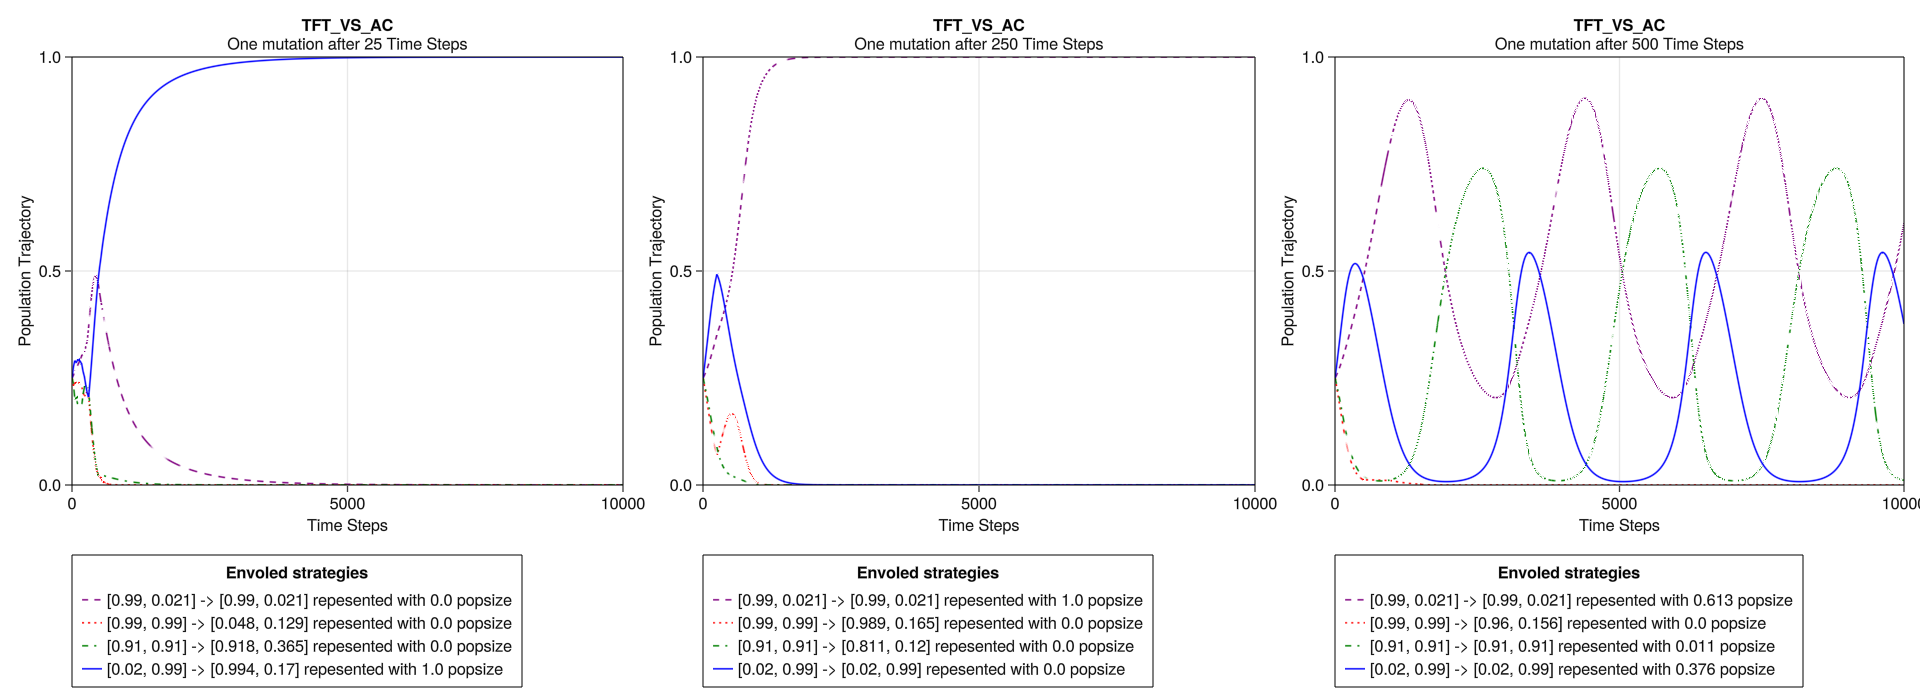 TFT_VS_AC
One mutation after 25 Time Steps
1.0
0.5
0.0
Population Trajectory
0
5000
10000
Time Steps
Envoled strategies
[0.99, 0.021] -> [0.99, 0.021] repesented with 0.0 popsize
[0.99, 0.99] -> [0.048, 0.129] repesented with 0.0 popsize
[0.91, 0.91] -> [0.918, 0.365] repesented with 0.0 popsize
[0.02, 0.99] -> [0.994, 0.17] repesented with 1.0 popsize
TFT_VS_AC
One mutation after 250 Time Steps
1.0
0.5
0.0
Population Trajectory
0
5000
10000
Time Steps
Envoled strategies
[0.99, 0.021] -> [0.99, 0.021] repesented with 1.0 popsize
[0.99, 0.99] -> [0.989, 0.165] repesented with 0.0 popsize
[0.91, 0.91] -> [0.811, 0.12] repesented with 0.0 popsize
[0.02, 0.99] -> [0.02, 0.99] repesented with 0.0 popsize
TFT_VS_AC
One mutation after 500 Time Steps
1.0
0.5
0.0
Population Trajectory
0
5000
10000
Time Steps
Envoled strategies
[0.99, 0.021] -> [0.99, 0.021] repesented with 0.613 popsize
[0.99, 0.99] -> [0.96, 0.156] repesented with 0.0 popsize
[0.91, 0.91] -> [0.91, 0.91] repesented with 0.011 popsize
[0.02, 0.99] -> [0.02, 0.99] repesented with 0.376 popsize